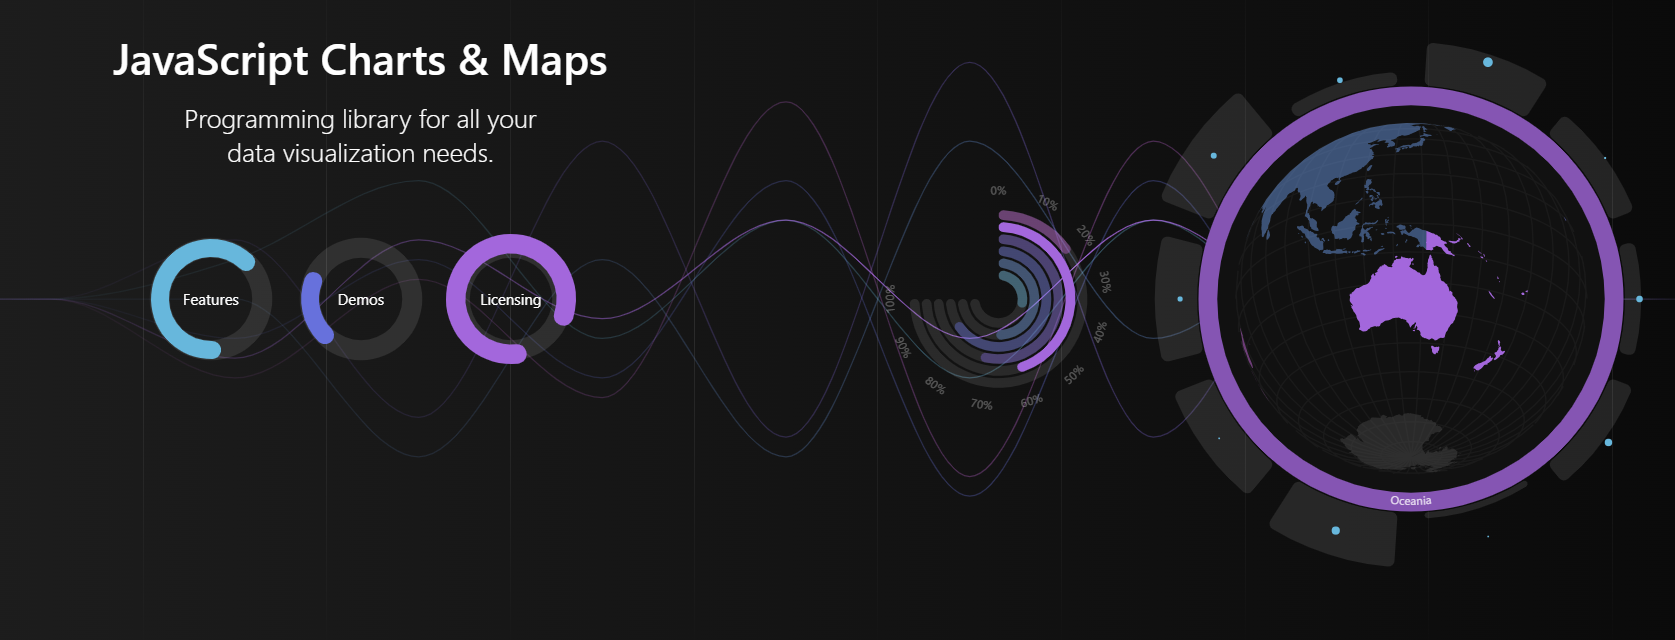 JavaScript Charts & Maps
Programming library for all your
data visualization needs.
Features
Demos
Licensing
0%
10%
20%
30%
40%
50%
60%
70%
80%
90%
100%
Oceania